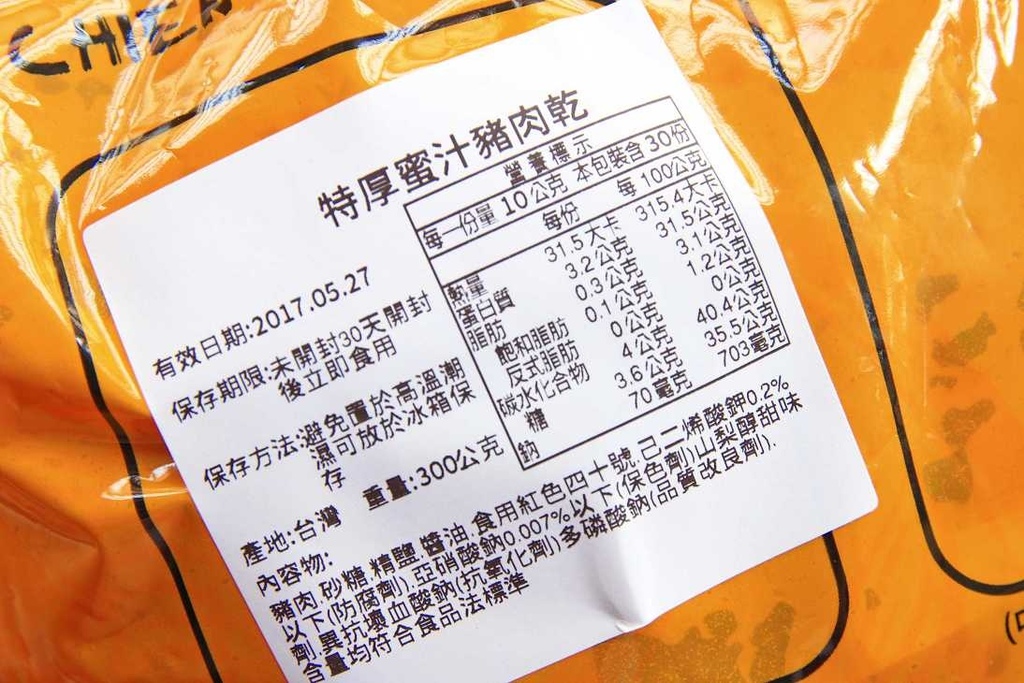 CHIEN
特厚蜜汁豬肉乾
營養標示
每一份量 10公克 本包裝含30份
每份 每100公克
熱量 31.5大卡 315.4大卡
蛋白質 3.2公克 31.5公克
脂肪 0.3公克 3.1公克
飽和脂肪 0.1公克 1.2公克
反式脂肪 0公克 0公克
碳水化合物 4公克 40.4公克
糖 3.6公克 35.5公克
鈉 70毫克 703毫克
有效日期:2017.05.27
保存期限:未開封30天開封
後立即食用
保存方法:避免置於高溫潮
濕可放於冰箱保
存
重量:300公克
產地:台灣
內容物:
豬肉.砂糖.精鹽.醬油.食用紅色四十號.己二烯酸鉀0.2%
以下(防腐劑).亞硝酸鈉0.007%以下(保色劑)山梨醇甜味
劑.異抗壞血酸鈉(抗氧化劑)多磷酸鈉(品質改良劑).
含量均符合食品法標準